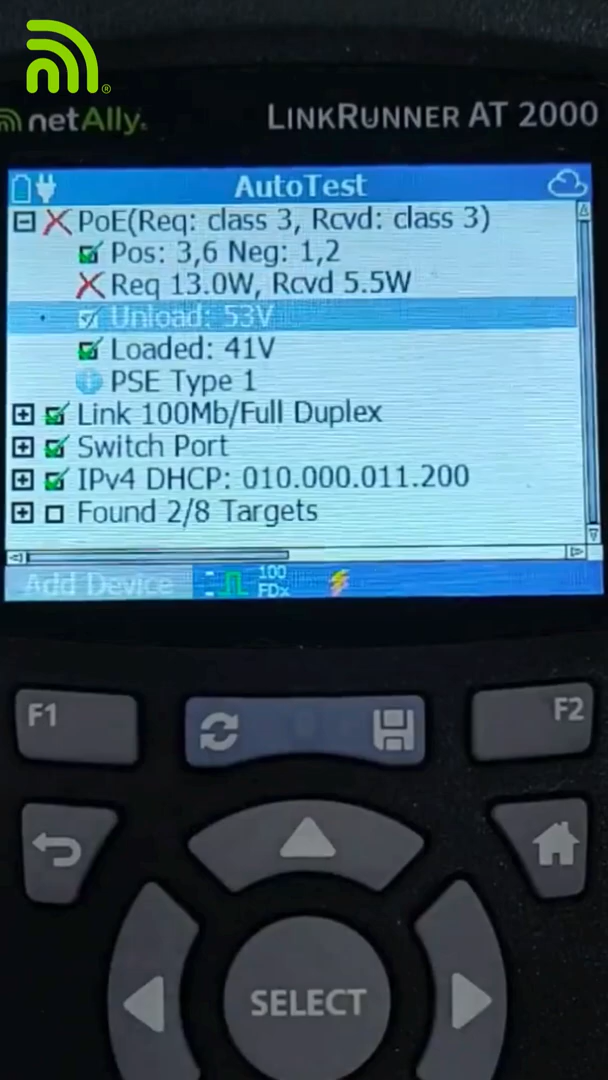 netAlly.
LINKRUNNER AT 2000
AutoTest
PoE(Req: class 3, Rcvd: class 3)
Pos: 3,6 Neg: 1,2
Req 13.0W, Rcvd 5.5W
Unload: 53V
Loaded: 41V
PSE Type 1
Link 100Mb/Full Duplex
Switch Port
IPv4 DHCP: 010.000.011.200
Found 2/8 Targets
Add Device
100
FDx
F1
F2
SELECT